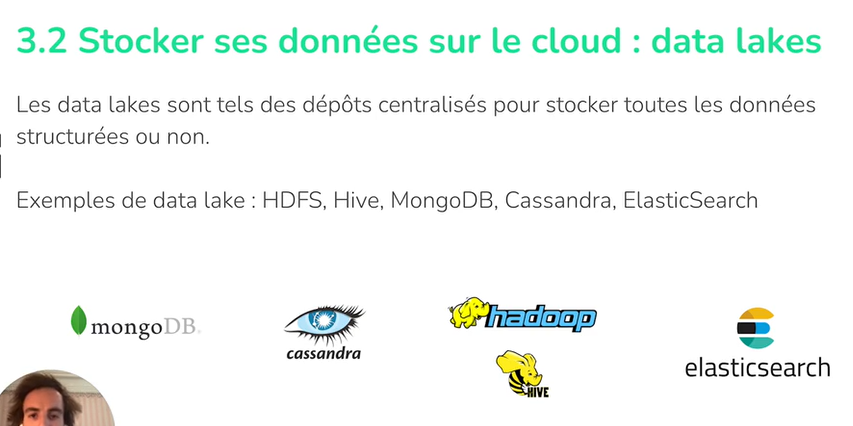 3.2 Stocker ses données sur le cloud : data lakes
Les data lakes sont tels des dépôts centralisés pour stocker toutes les données
structurées ou non.
Exemples de data lake : HDFS, Hive, MongoDB, Cassandra, ElasticSearch
mongoDB
cassandra
hadoop
HIVE
elasticsearch